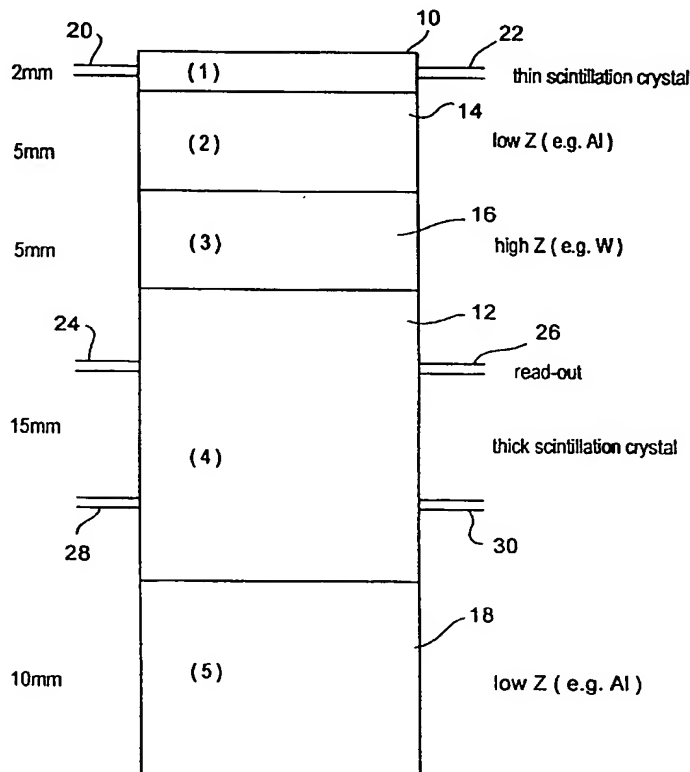 20
10
22
2mm
(1)
thin scintillation crystal
14
5mm
(2)
low Z ( e.g. Al )
16
5mm
(3)
high Z ( e.g. W )
12
24
26
read-out
15mm
(4)
thick scintillation crystal
28
30
18
10mm
(5)
low Z ( e.g. Al )